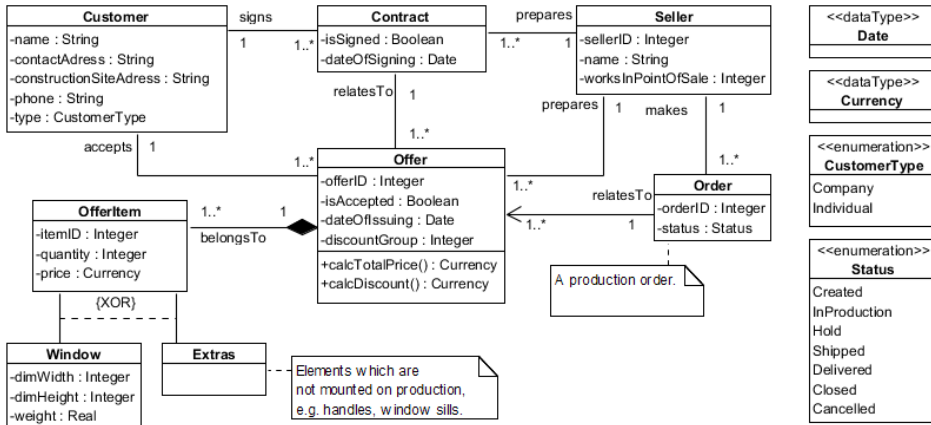 Customer
-name : String
-contactAdress : String
-constructionSiteAdress : String
-phone : String
-type : CustomerType
signs
1
1..*
Contract
-isSigned : Boolean
-dateOfSigning : Date
prepares
1..*
1
Seller
-sellerID : Integer
-name : String
-worksInPointOfSale : Integer
<<dataType>>
Date
<<dataType>>
Currency
relatesTo
1
1..*
prepares
1
1..*
makes
1
1..*
accepts
1
1..*
Offer
-offerID : Integer
-isAccepted : Boolean
-dateOfIssuing : Date
-discountGroup : Integer
+calcTotalPrice() : Currency
+calcDiscount() : Currency
<<enumeration>>
CustomerType
Company
Individual
relatesTo
1..*
1
Order
-orderID : Integer
-status : Status
OfferItem
-itemID : Integer
-quantity : Integer
-price : Currency
1..*
1
belongsTo
A production order.
<<enumeration>>
Status
Created
InProduction
Hold
Shipped
Delivered
Closed
Cancelled
{XOR}
Window
-dimWidth : Integer
-dimHeight : Integer
-weight : Real
Extras
Elements which are
not mounted on production,
e.g. handles, window sills.